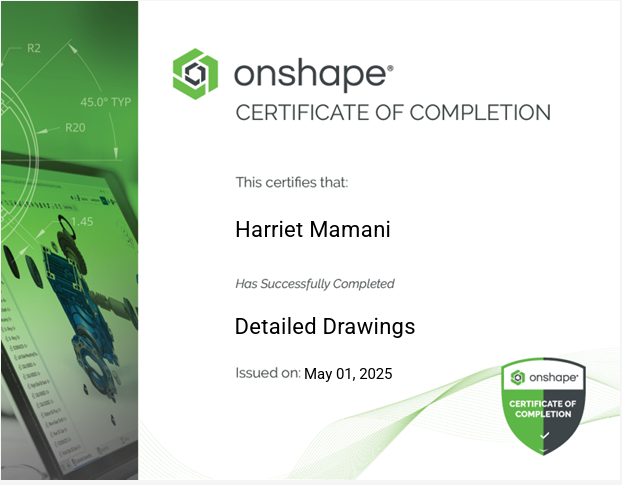 R2
45.0° TYP
R20
1.45
onshape®
CERTIFICATE OF COMPLETION
This certifies that:
Harriet Mamani
Has Successfully Completed
Detailed Drawings
Issued on: May 01, 2025
onshape®
CERTIFICATE OF
COMPLETION